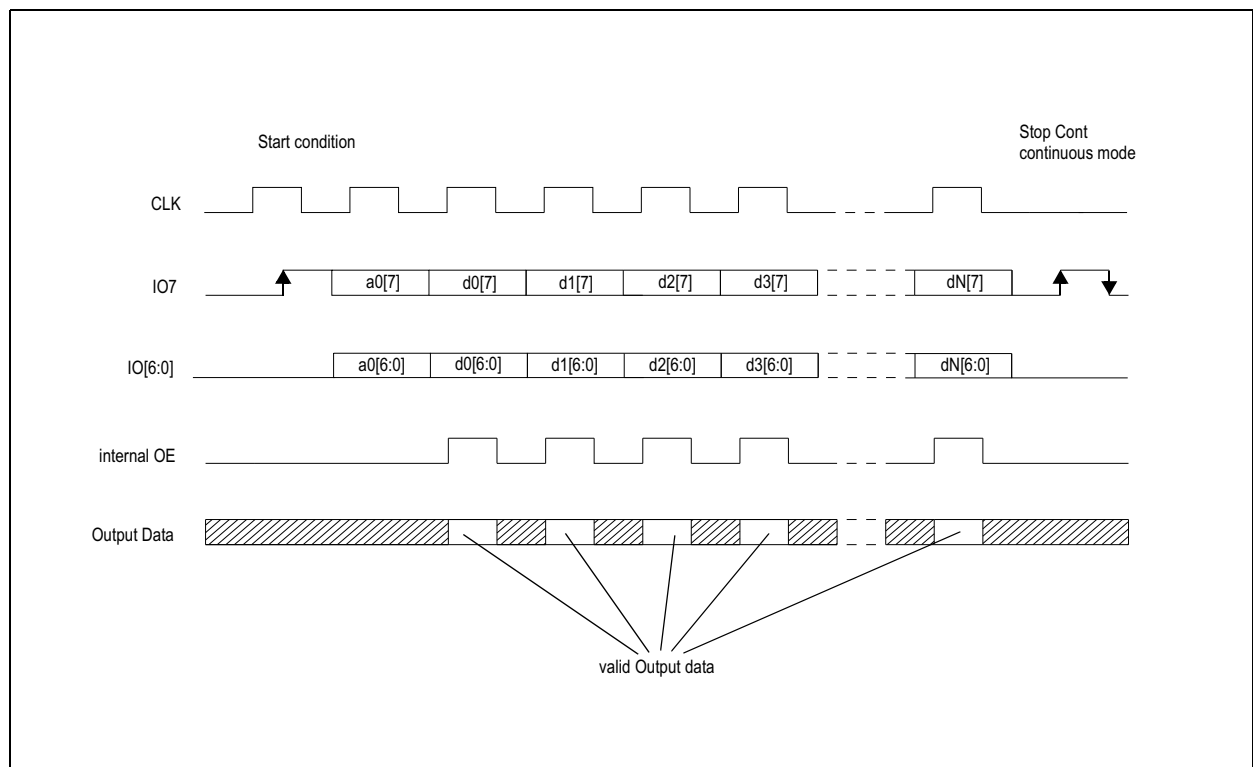 Start condition
Stop Cont
continuous mode
CLK
IO7
a0[7] d0[7] d1[7] d2[7] d3[7] dN[7]
IO[6:0]
a0[6:0] d0[6:0] d1[6:0] d2[6:0] d3[6:0] dN[6:0]
internal OE
Output Data
valid Output data